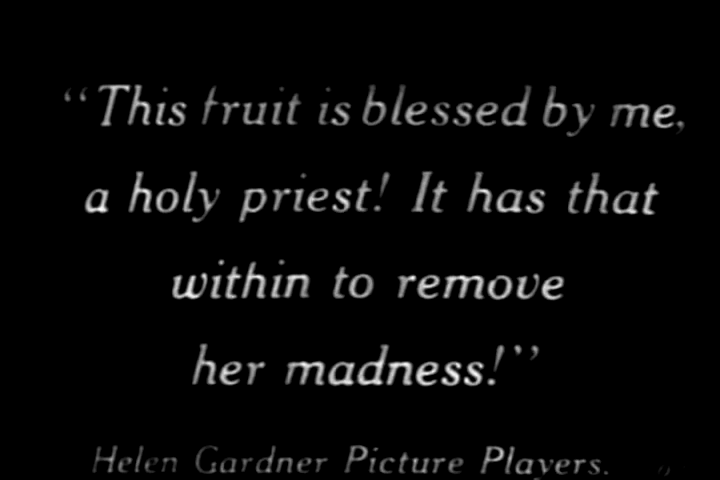 “This fruit is blessed by me,
a holy priest! It has that
within to remove
her madness!”
Helen Gardner Picture Players.